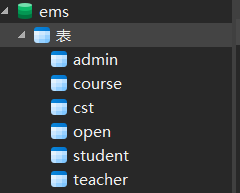 ems
表
admin
course
cst
open
student
teacher